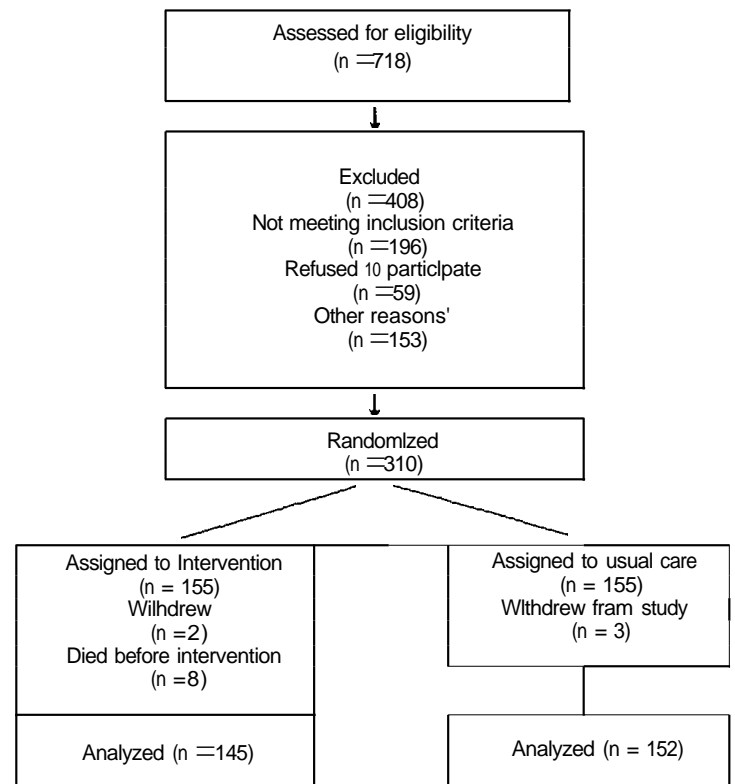 Assessed for eligibility
(n =718)
Excluded
(n =408)
Not meeting inclusion criteria
(n =196)
Refused 10 particlpate
(n =59)
Other reasons'
(n =153)
Randomlzed
(n =310)
Assigned to Intervention
(n = 155)
Wilhdrew
(n =2)
Died before intervention
(n =8)
Analyzed (n =145)
Assigned to usual care
(n = 155)
Wlthdrew fram study
(n = 3)
Analyzed (n = 152)